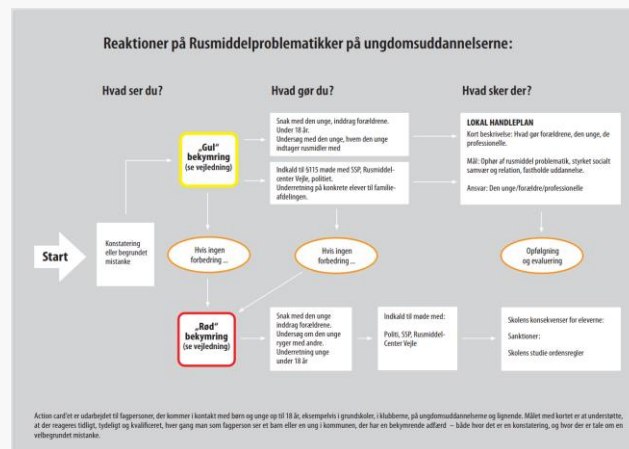 Reaktioner på Rusmiddelproblematikker på ungdomsuddannelserne:
Hvad ser du?
Hvad gør du?
Hvad sker der?
„Gul“
bekymring
(se vejledning)
Snak med den unge, inddrag forældrene.
Under 18 år.
Undersøg med den unge, hvem den unge
indtager rusmidler med
LOKAL HANDLEPLAN
Kort beskrivelse: Hvad gør forældrene, den unge, de
professionelle.
Mål: Ophør af rusmiddel problematik, styrket socialt
samvær og relation, fastholde uddannelse.
Ansvar: Den unge/forældre/professionelle
Indkald til §115 møde med SSP, Rusmiddel-
center Vejle, politiet.
Underretning på konkrete elever til familie-
afdelingen.
Start
Konstatering
eller begrundet
mistanke
Hvis ingen
forbedring ...
Hvis ingen
forbedring ...
Opfølgning
og evaluering
„Rød“
bekymring
(se vejledning)
Snak med den unge
inddrag forældrene.
Undersøg om den unge
ryger med andre.
Underretning unge
under 18 år
Indkald til møde med:
Politi, SSP, Rusmiddel-
Center Vejle
Skolens konsekvenser for eleverne:
Sanktioner:
Skolens studie ordensregler
Action card'et er udarbejdet til fagpersoner, der kommer i kontakt med børn og unge op til 18 år, eksempelvis i grundskoler, i klubberne, på ungdomsuddannelserne og lignende. Målet med kortet er at understøtte,
at der reageres tidligt, tydeligt og kvalificeret, hver gang man som fagperson ser et barn eller en ung i kommunen, der har en bekymrende adfærd – både hvor det er en konstatering, og hvor der er tale om en
velbegrundet mistanke.